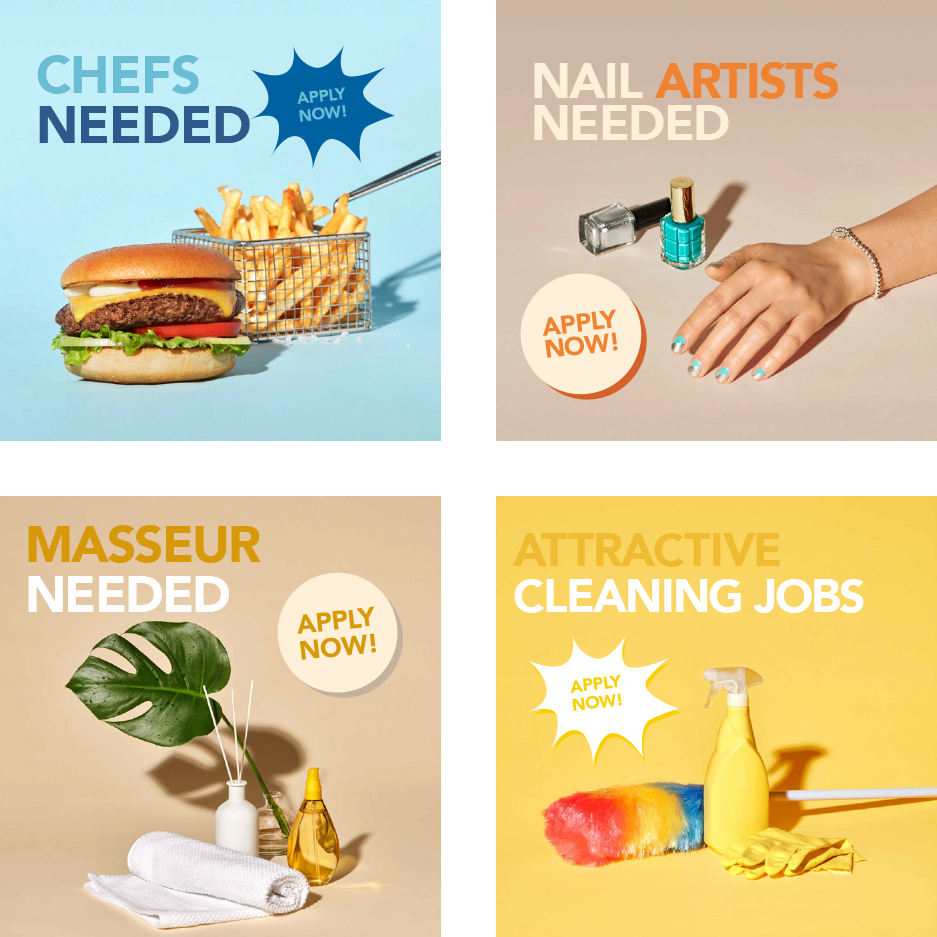 CHEFS
NEEDED
APPLY
NOW!
NAIL ARTISTS
NEEDED
APPLY
NOW!
MASSEUR
NEEDED
APPLY
NOW!
ATTRACTIVE
CLEANING JOBS
APPLY
NOW!